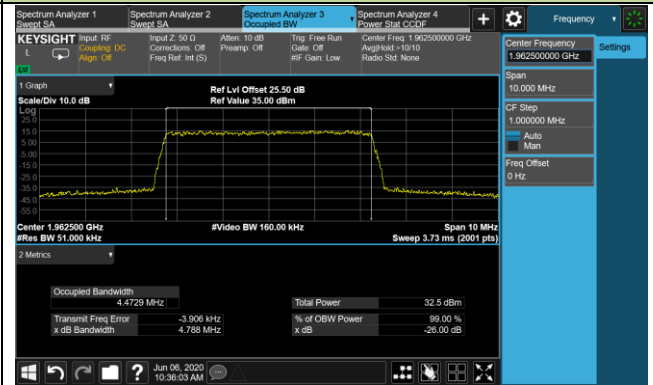 Spectrum Analyzer 1
Swept SA
Spectrum Analyzer 2
Swept SA
Spectrum Analyzer 3
Occupied BW
Spectrum Analyzer 4
Power Stat CCDF
+
Frequency
KEYSIGHT
L
Input: RF
Coupling: DC
Align: Off
Input Z: 50 Ω
Corrections: Off
Freq Ref: Int (S)
Atten: 10 dB
Preamp: Off
Trig: Free Run
Gate: Off
#IF Gain: Low
Center Freq: 1.962500000 GHz
Avg|Hold:>10/10
Radio Std: None
Center Frequency
1.962500000 GHz
Settings
Span
10.000 MHz
CF Step
1.000000 MHz
Auto
Man
Freq Offset
0 Hz
1 Graph
Scale/Div 10.0 dB
Ref Lvl Offset 25.50 dB
Ref Value 35.00 dBm
Log
25.0
15.0
5.00
-5.00
-15.0
-25.0
-35.0
-45.0
-55.0
Center 1.962500 GHz
#Video BW 160.00 kHz
Span 10 MHz
#Res BW 51.000 kHz
Sweep 3.73 ms (2001 pts)
2 Metrics
Occupied Bandwidth
4.4729 MHz
Total Power 32.5 dBm
Transmit Freq Error -3.906 kHz
% of OBW Power 99.00 %
x dB Bandwidth 4.788 MHz
x dB -26.00 dB
?
Jun 06, 2020
10:36:03 AM